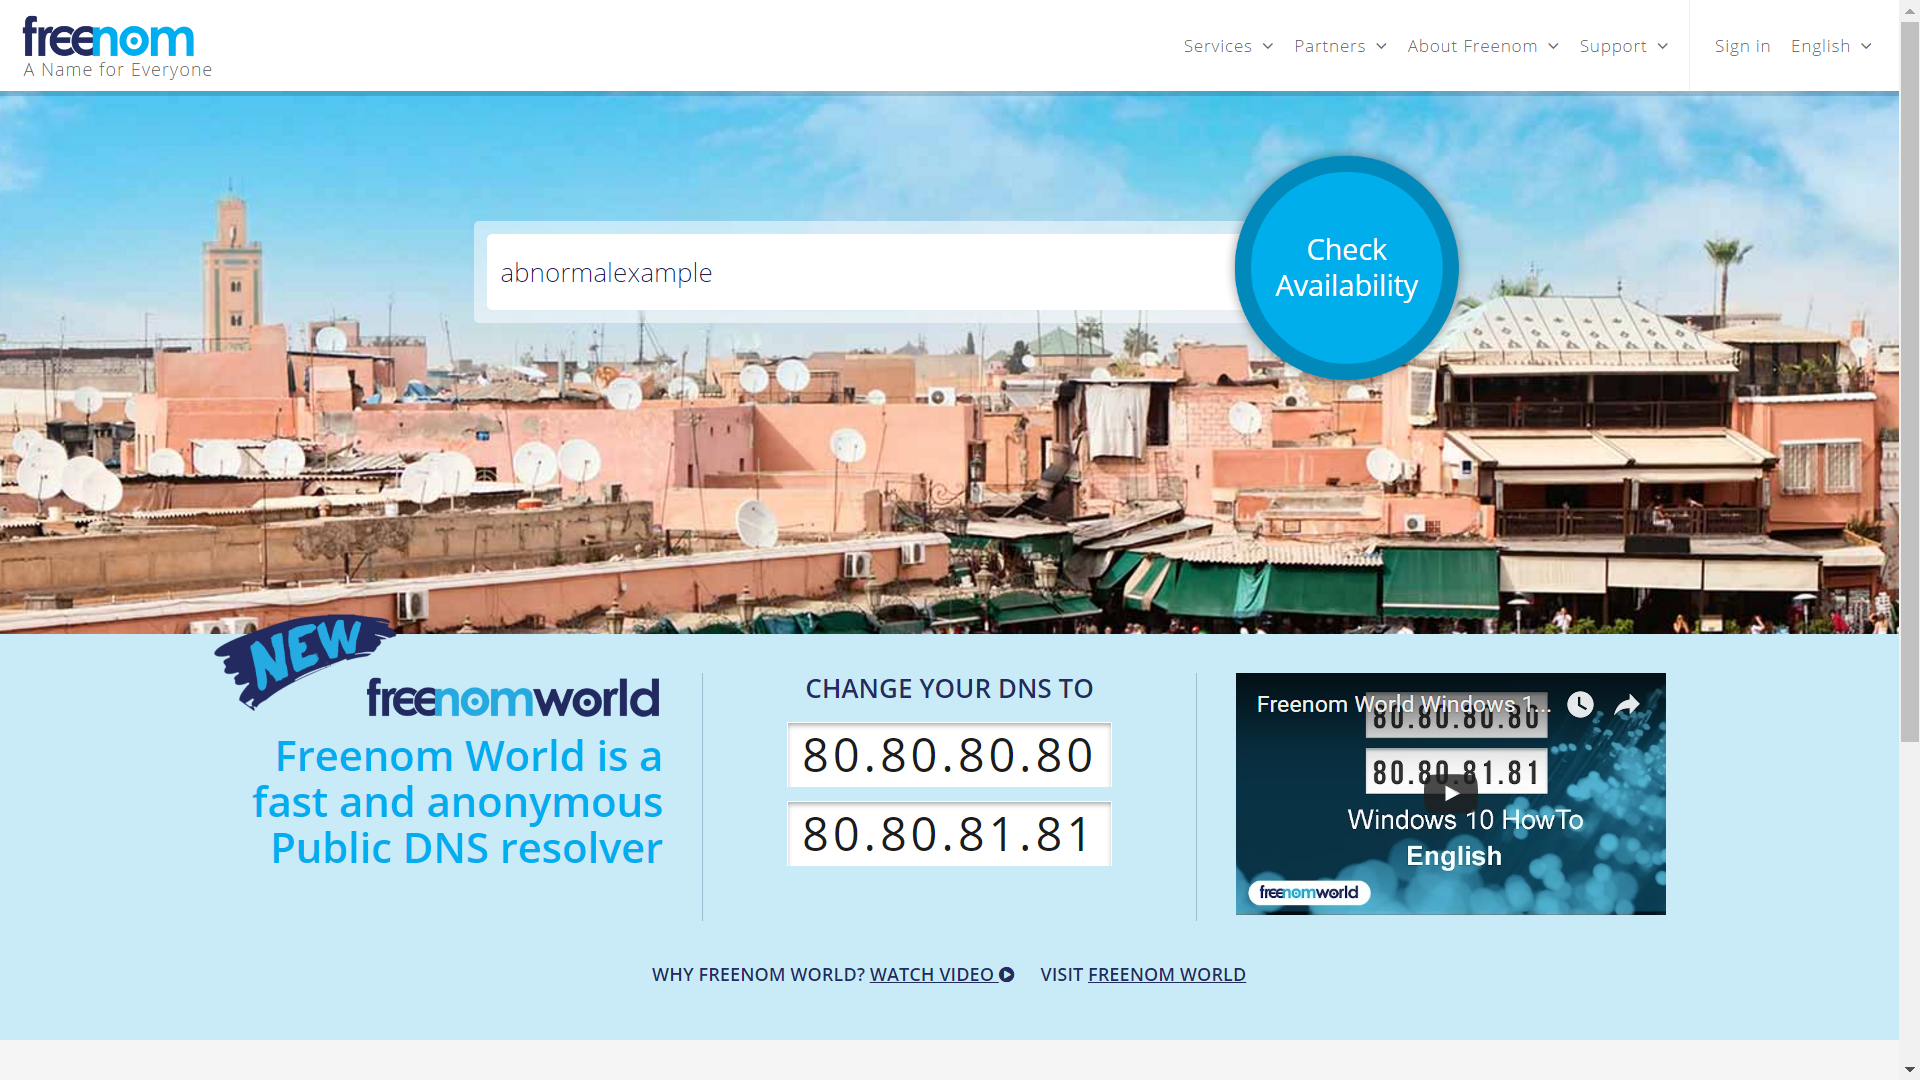 freenom
A Name for Everyone
Services
Partners
About Freenom
Support
Sign in
English
abnormalexample
Check
Availability
NEW
freenomworld
Freenom World is a
fast and anonymous
Public DNS resolver
CHANGE YOUR DNS TO
80.80.80.80
80.80.81.81
Freenom World Windows 1...
80.80.80.80
80.80.81.81
Windows 10 HowTo
English
freenomworld
WHY FREENOM WORLD? WATCH VIDEO
VISIT FREENOM WORLD